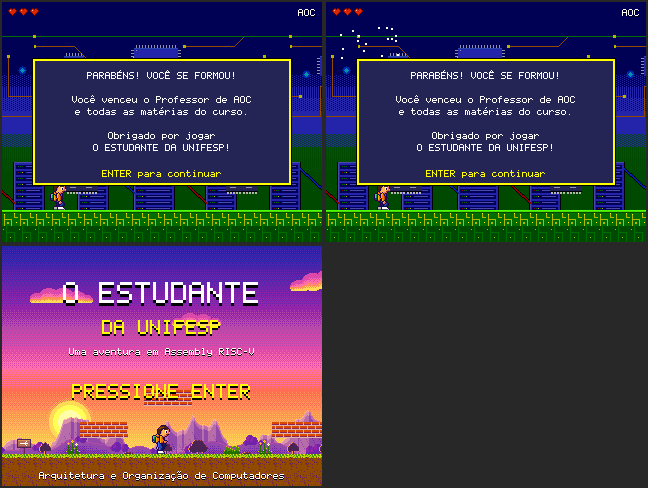 AOC
PARABÉNS! VOCÊ SE FORMOU!
Você venceu o Professor de AOC
e todas as matérias do curso.
Obrigado por jogar
O ESTUDANTE DA UNIFESP!
ENTER para continuar
AOC
PARABÉNS! VOCÊ SE FORMOU!
Você venceu o Professor de AOC
e todas as matérias do curso.
Obrigado por jogar
O ESTUDANTE DA UNIFESP!
ENTER para continuar
O ESTUDANTE
DA UNIFESP
Uma aventura em Assembly RISC-V
PRESSIONE ENTER
Arquitetura e Organização de Computadores